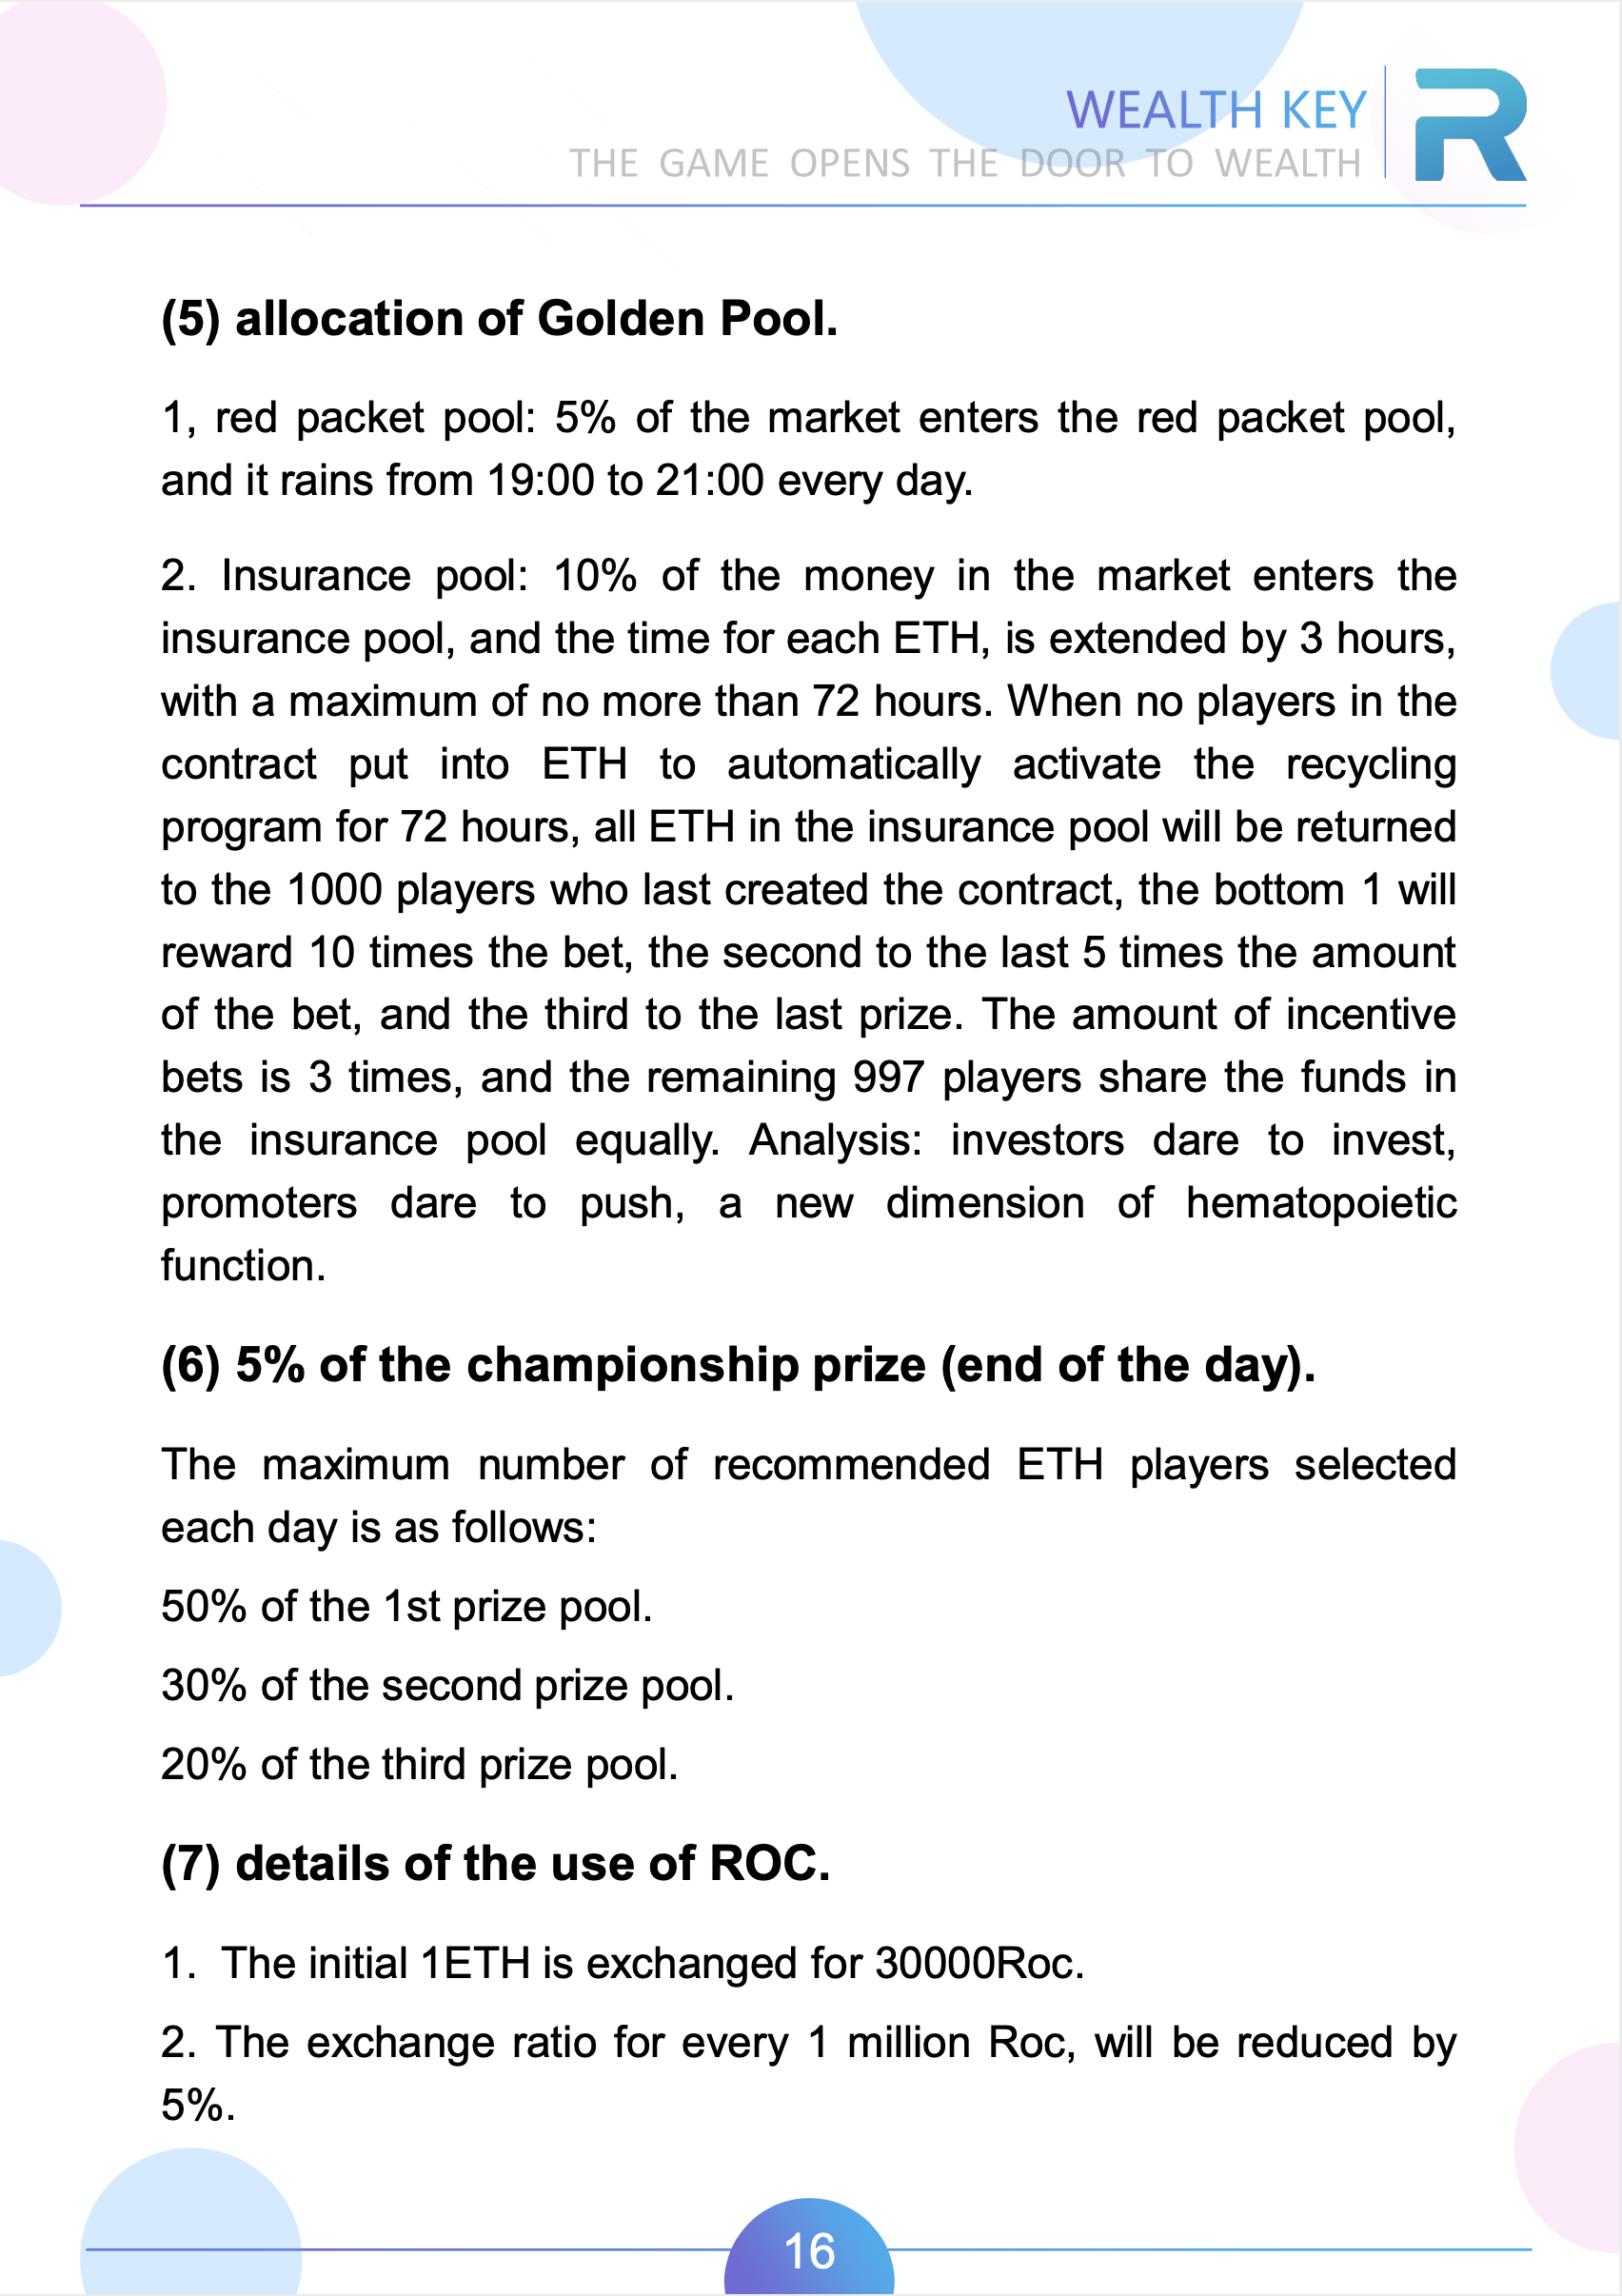 WEALTH KEY
THE GAME OPENS THE DOOR TO WEALTH
R
(5) allocation of Golden Pool.
1, red packet pool: 5% of the market enters the red packet pool,
and it rains from 19:00 to 21:00 every day.
2. Insurance pool: 10% of the money in the market enters the
insurance pool, and the time for each ETH, is extended by 3 hours,
with a maximum of no more than 72 hours. When no players in the
contract put into ETH to automatically activate the recycling
program for 72 hours, all ETH in the insurance pool will be returned
to the 1000 players who last created the contract, the bottom 1 will
reward 10 times the bet, the second to the last 5 times the amount
of the bet, and the third to the last prize. The amount of incentive
bets is 3 times, and the remaining 997 players share the funds in
the insurance pool equally. Analysis: investors dare to invest,
promoters dare to push, a new dimension of hematopoietic
function.
(6) 5% of the championship prize (end of the day).
The maximum number of recommended ETH players selected
each day is as follows:
50% of the 1st prize pool.
30% of the second prize pool.
20% of the third prize pool.
(7) details of the use of ROC.
1. The initial 1ETH is exchanged for 30000Roc.
2. The exchange ratio for every 1 million Roc, will be reduced by
5%.
16